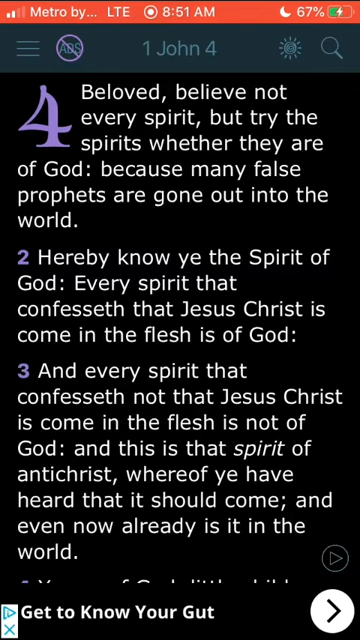 Metro by... LTE 8:51 AM 67%
ADS 1 John 4
4 Beloved, believe not
every spirit, but try the
spirits whether they are
of God: because many false
prophets are gone out into the
world.
2 Hereby know ye the Spirit of
God: Every spirit that
confesseth that Jesus Christ is
come in the flesh is of God:
3 And every spirit that
confesseth not that Jesus Christ
is come in the flesh is not of
God: and this is that spirit of
antichrist, whereof ye have
heard that it should come; and
even now already is it in the
world.
Get to Know Your Gut